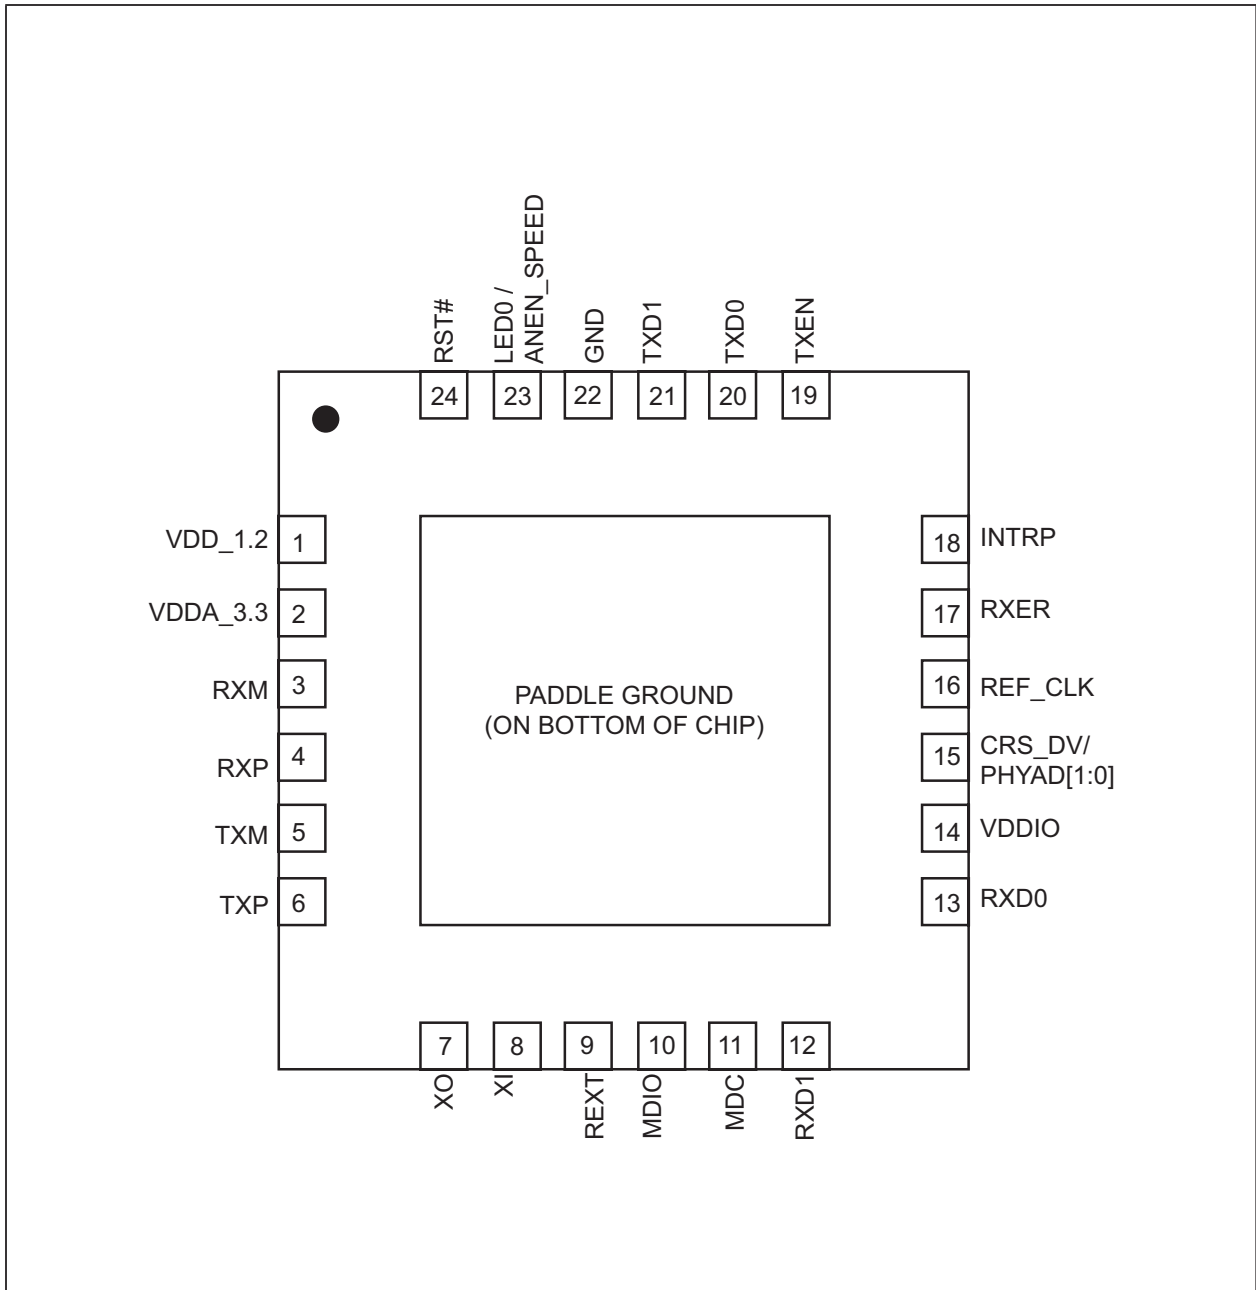 RST#
LED0 /
ANEN_SPEED
GND
TXD1
TXD0
TXEN
24
23
22
21
20
19
VDD_1.2
1
VDDA_3.3
2
RXM
3
RXP
4
TXM
5
TXP
6
PADDLE GROUND
(ON BOTTOM OF CHIP)
18
INTRP
17
RXER
16
REF_CLK
15
CRS_DV/
PHYAD[1:0]
14
VDDIO
13
RXD0
7
8
9
10
11
12
XO
XI
REXT
MDIO
MDC
RXD1